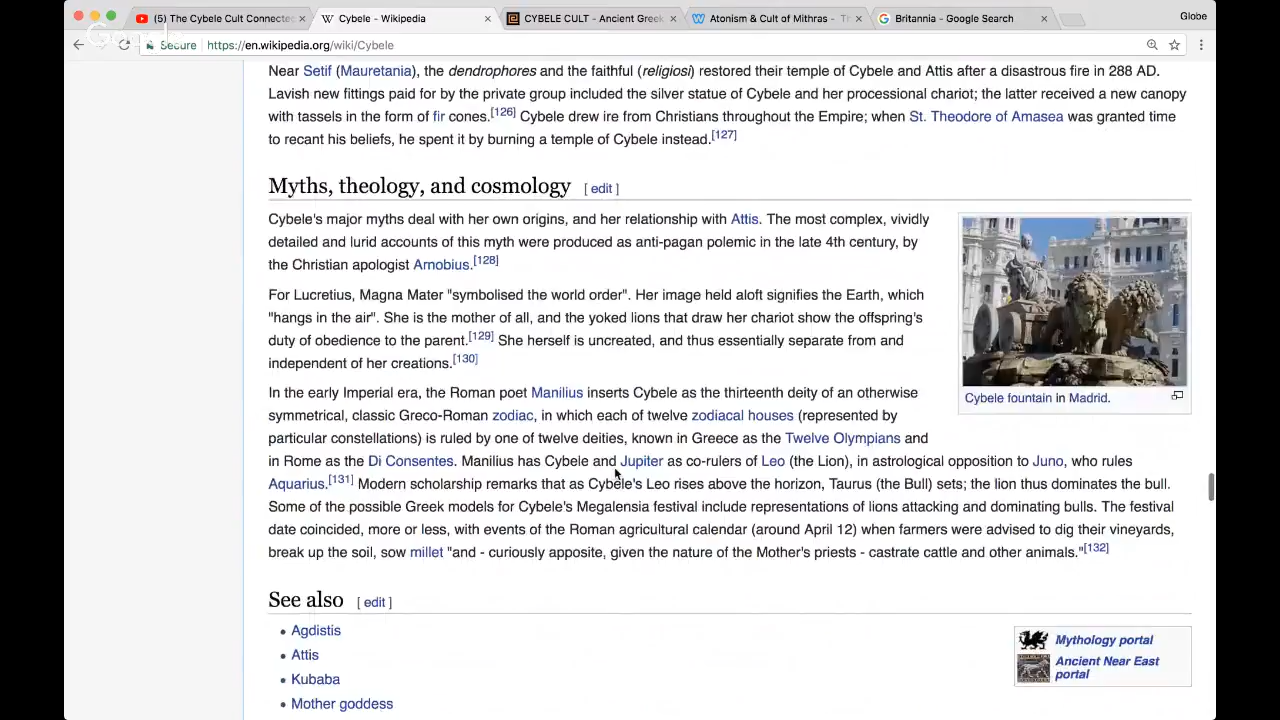 (5) The Cybele Cult Connected
Cybele - Wikipedia
CYBELE CULT - Ancient Greek
Atonism & Cult of Mithras - Th
Britannia - Google Search
Globe
Secure https://en.wikipedia.org/wiki/Cybele
Near Setif (Mauretania), the dendrophores and the faithful (religiosi) restored their temple of Cybele and Attis after a disastrous fire in 288 AD.
Lavish new fittings paid for by the private group included the silver statue of Cybele and her processional chariot; the latter received a new canopy
with tassels in the form of fir cones.[126] Cybele drew ire from Christians throughout the Empire; when St. Theodore of Amasea was granted time
to recant his beliefs, he spent it by burning a temple of Cybele instead.[127]
Myths, theology, and cosmology [ edit ]
Cybele's major myths deal with her own origins, and her relationship with Attis. The most complex, vividly
detailed and lurid accounts of this myth were produced as anti-pagan polemic in the late 4th century, by
the Christian apologist Arnobius.[128]
For Lucretius, Magna Mater "symbolised the world order". Her image held aloft signifies the Earth, which
"hangs in the air". She is the mother of all, and the yoked lions that draw her chariot show the offspring's
duty of obedience to the parent.[129] She herself is uncreated, and thus essentially separate from and
independent of her creations.[130]
Cybele fountain in Madrid.
In the early Imperial era, the Roman poet Manilius inserts Cybele as the thirteenth deity of an otherwise
symmetrical, classic Greco-Roman zodiac, in which each of twelve zodiacal houses (represented by
particular constellations) is ruled by one of twelve deities, known in Greece as the Twelve Olympians and
in Rome as the Di Consentes. Manilius has Cybele and Jupiter as co-rulers of Leo (the Lion), in astrological opposition to Juno, who rules
Aquarius.[131] Modern scholarship remarks that as Cybele's Leo rises above the horizon, Taurus (the Bull) sets; the lion thus dominates the bull.
Some of the possible Greek models for Cybele's Megalensia festival include representations of lions attacking and dominating bulls. The festival
date coincided, more or less, with events of the Roman agricultural calendar (around April 12) when farmers were advised to dig their vineyards,
break up the soil, sow millet "and - curiously apposite, given the nature of the Mother's priests - castrate cattle and other animals."[132]
See also [ edit ]
Agdistis
Attis
Kubaba
Mother goddess
Mythology portal
Ancient Near East
portal